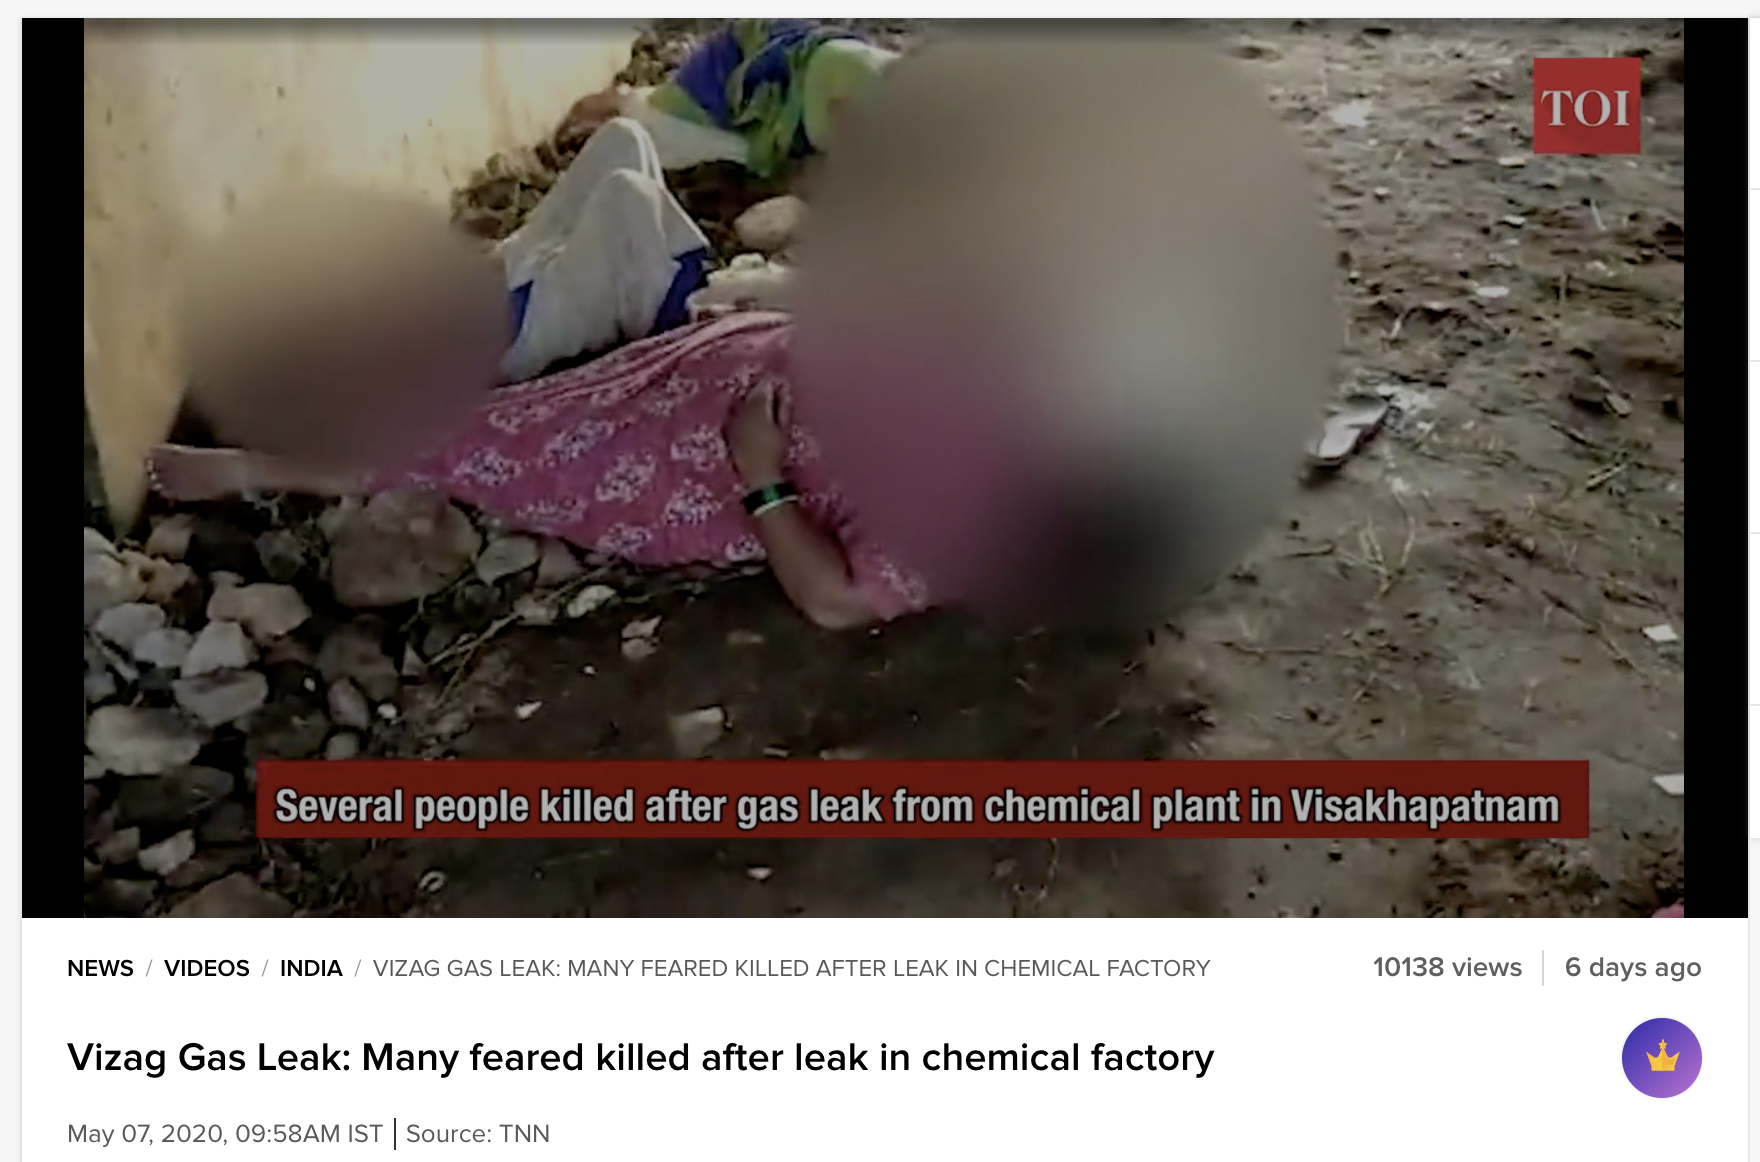 TOI
Several people killed after gas leak from chemical plant in Visakhapatnam
NEWS / VIDEOS / INDIA / VIZAG GAS LEAK: MANY FEARED KILLED AFTER LEAK IN CHEMICAL FACTORY 10138 views | 6 days ago
Vizag Gas Leak: Many feared killed after leak in chemical factory
May 07, 2020, 09:58AM IST | Source: TNN